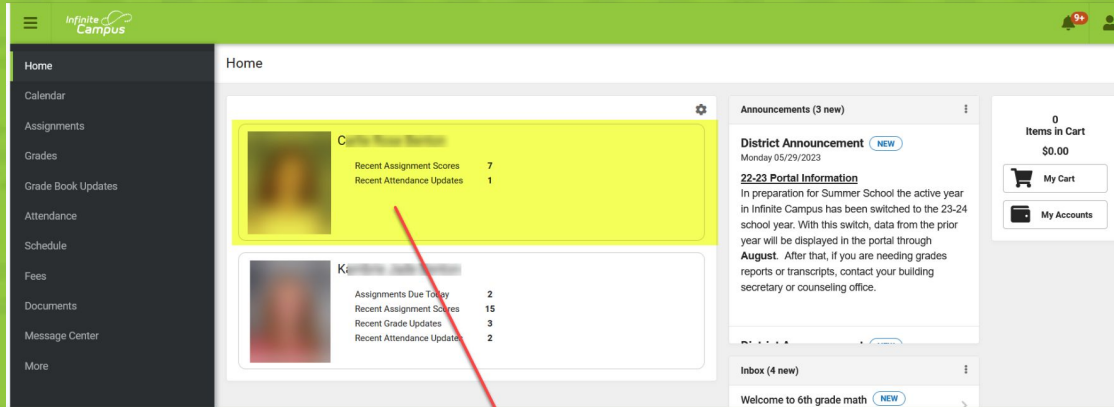 Infinite
Campus
9+
Home
Calendar
Assignments
Grades
Grade Book Updates
Attendance
Schedule
Fees
Documents
Message Center
More
Home
C
Recent Assignment Scores 7
Recent Attendance Updates 1
K
Assignments Due Today 2
Recent Assignment Scores 15
Recent Grade Updates 3
Recent Attendance Updates 2
Announcements (3 new)
District Announcement NEW
Monday 05/29/2023
22-23 Portal Information
In preparation for Summer School the active year
in Infinite Campus has been switched to the 23-24
school year. With this switch, data from the prior
year will be displayed in the portal through
August. After that, if you are needing grades
reports or transcripts, contact your building
secretary or counseling office.
Inbox (4 new)
Welcome to 6th grade math NEW
0
Items in Cart
$0.00
My Cart
My Accounts